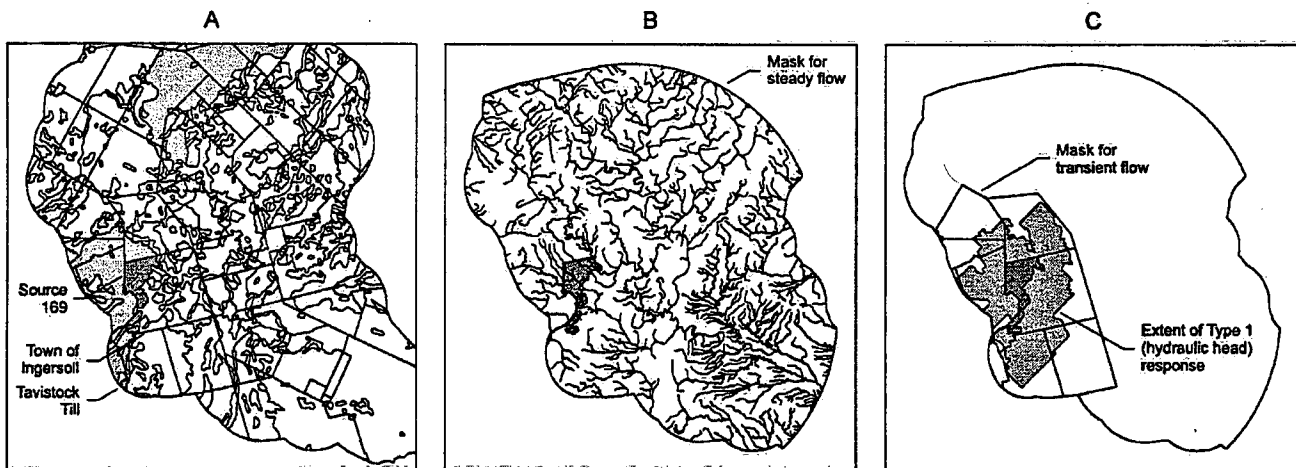 A
B
C
Source
169
Town of
Ingersoll
Tavistock
Till
Mask for
steady flow
Mask for
transient flow
Extent of Type 1
(hydraulic head)
response